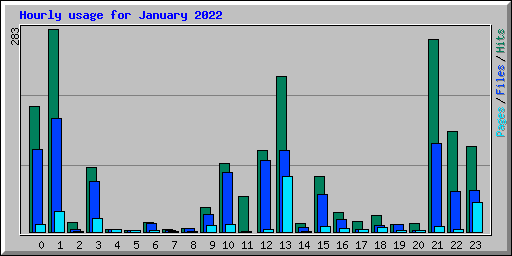 Hourly usage for January 2022
283
Pages / Files / Hits
0 1 2 3 4 5 6 7 8 9 10 11 12 13 14 15 16 17 18 19 20 21 22 23